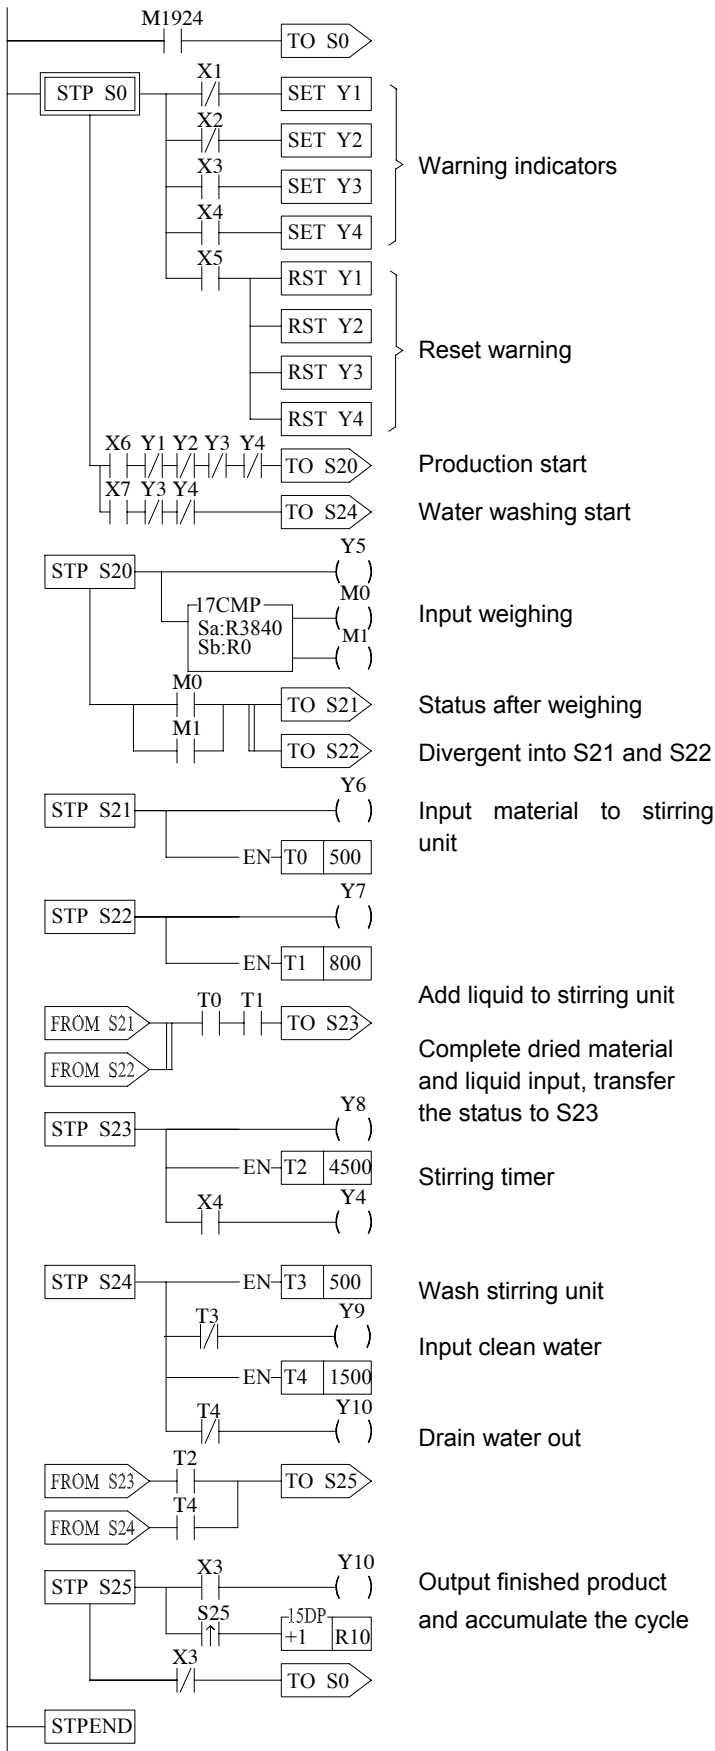 M1924
TO S0
STP S0
X1
SET Y1
X2
SET Y2
Warning indicators
X3
SET Y3
X4
SET Y4
X5
RST Y1
RST Y2
Reset warning
RST Y3
RST Y4
X6 Y1 Y2 Y3 Y4
TO S20
Production start
X7 Y3 Y4
TO S24
Water washing start
Y5
STP S20
M0
17CMP
Sa:R3840
Sb:R0
Input weighing
M1
M0
TO S21
Status after weighing
M1
TO S22
Divergent into S21 and S22
Y6
STP S21
Input material to stirring
unit
EN T0 500
Y7
STP S22
EN T1 800
Add liquid to stirring unit
FROM S21
T0 T1
TO S23
FROM S22
Complete dried material
and liquid input, transfer
the status to S23
Y8
STP S23
EN T2 4500
Stirring timer
X4
Y4
STP S24
EN T3 500
Wash stirring unit
T3
Y9
Input clean water
EN T4 1500
T4
Y10
Drain water out
FROM S23
T2
TO S25
FROM S24
T4
X3
Y10
STP S25
Output finished product
and accumulate the cycle
S25
15DP
+1 R10
X3
TO S0
STPEND